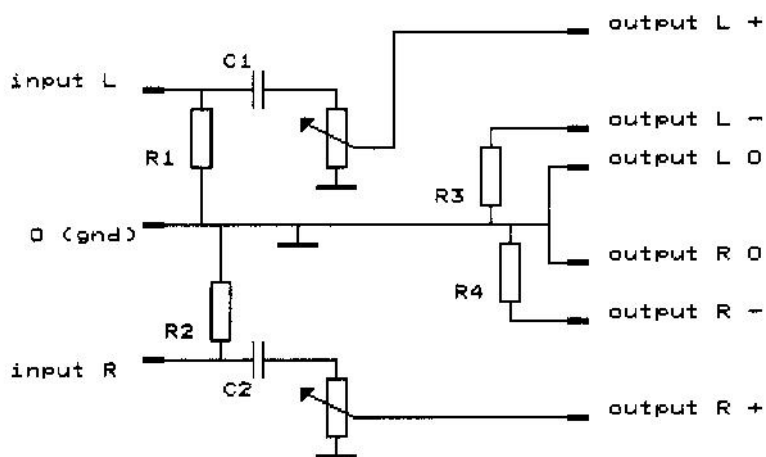 output L +
C1
input L
output L -
R1
output L 0
R3
0 (gnd)
output R 0
R4
output R -
R2
input R
C2
output R +